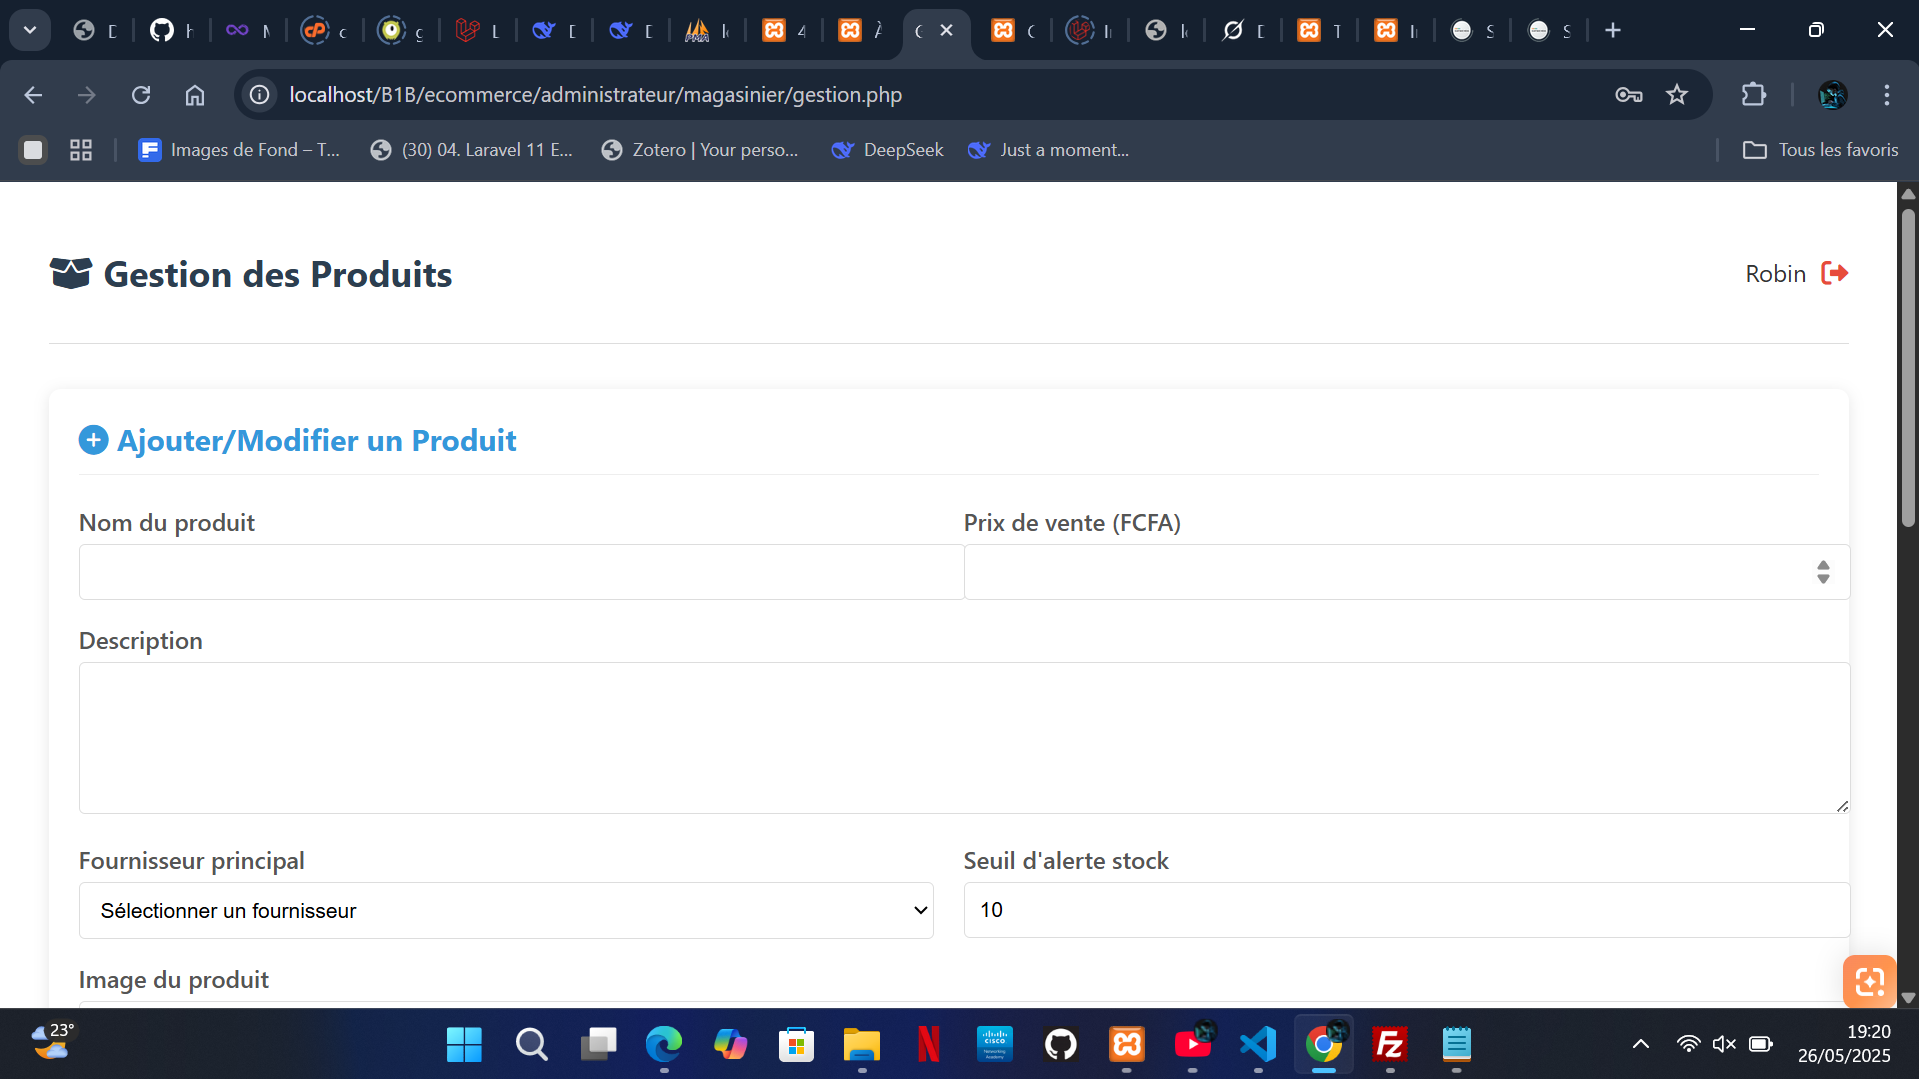 localhost/B1B/ecommerce/administrateur/magasinier/gestion.php
Images de Fond – T...
(30) 04. Laravel 11 E...
Zotero | Your perso...
DeepSeek
Just a moment...
Tous les favoris
Gestion des Produits
Robin
Ajouter/Modifier un Produit
Nom du produit
Prix de vente (FCFA)
Description
Fournisseur principal
Seuil d'alerte stock
Sélectionner un fournisseur
10
Image du produit
23°
19:20
26/05/2025